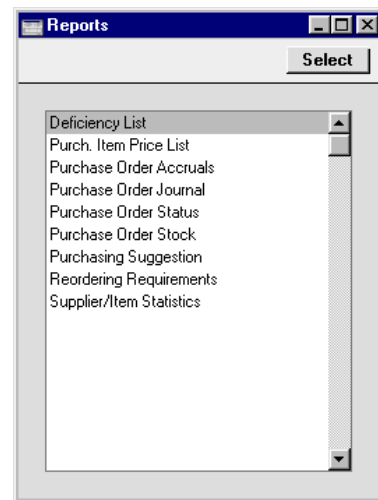 Reports
Select
Deficiency List
Purch. Item Price List
Purchase Order Accruals
Purchase Order Journal
Purchase Order Status
Purchase Order Stock
Purchasing Suggestion
Reordering Requirements
Supplier/Item Statistics